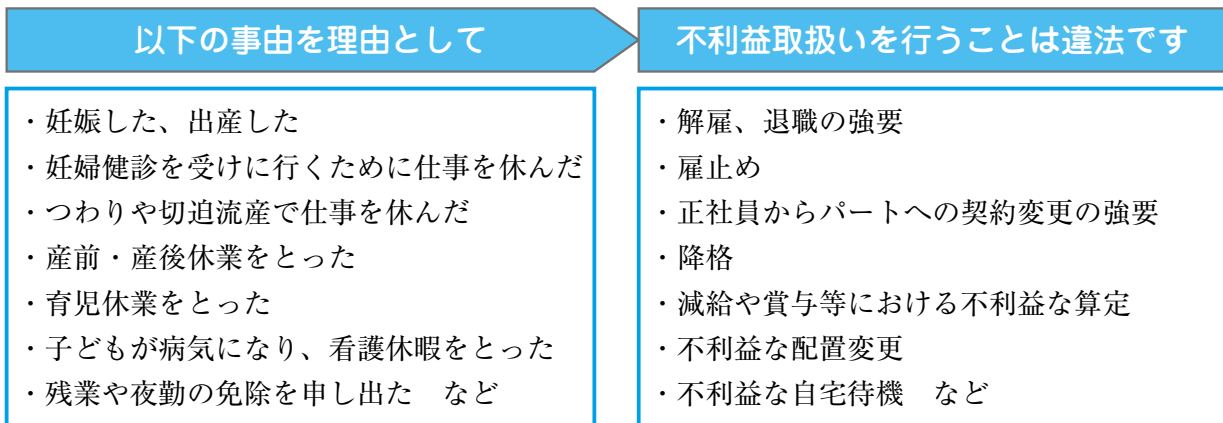 以下の事由を理由として
不利益取扱いを行うことは違法です
・妊娠した、出産した
・妊婦健診を受けに行くために仕事を休んだ
・つわりや切迫流産で仕事を休んだ
・産前・産後休業をとった
・育児休業をとった
・子どもが病気になり、看護休暇をとった
・残業や夜勤の免除を申し出た　など
・解雇、退職の強要
・雇止め
・正社員からパートへの契約変更の強要
・降格
・減給や賞与等における不利益な算定
・不利益な配置変更
・不利益な自宅待機　など